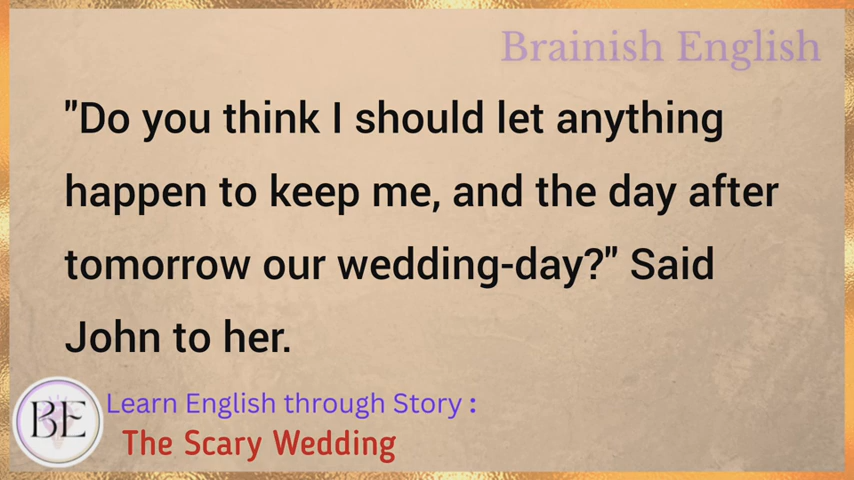 Brainish English
"Do you think I should let anything
happen to keep me, and the day after
tomorrow our wedding-day?" Said
John to her.
BE
Learn English through Story :
The Scary Wedding